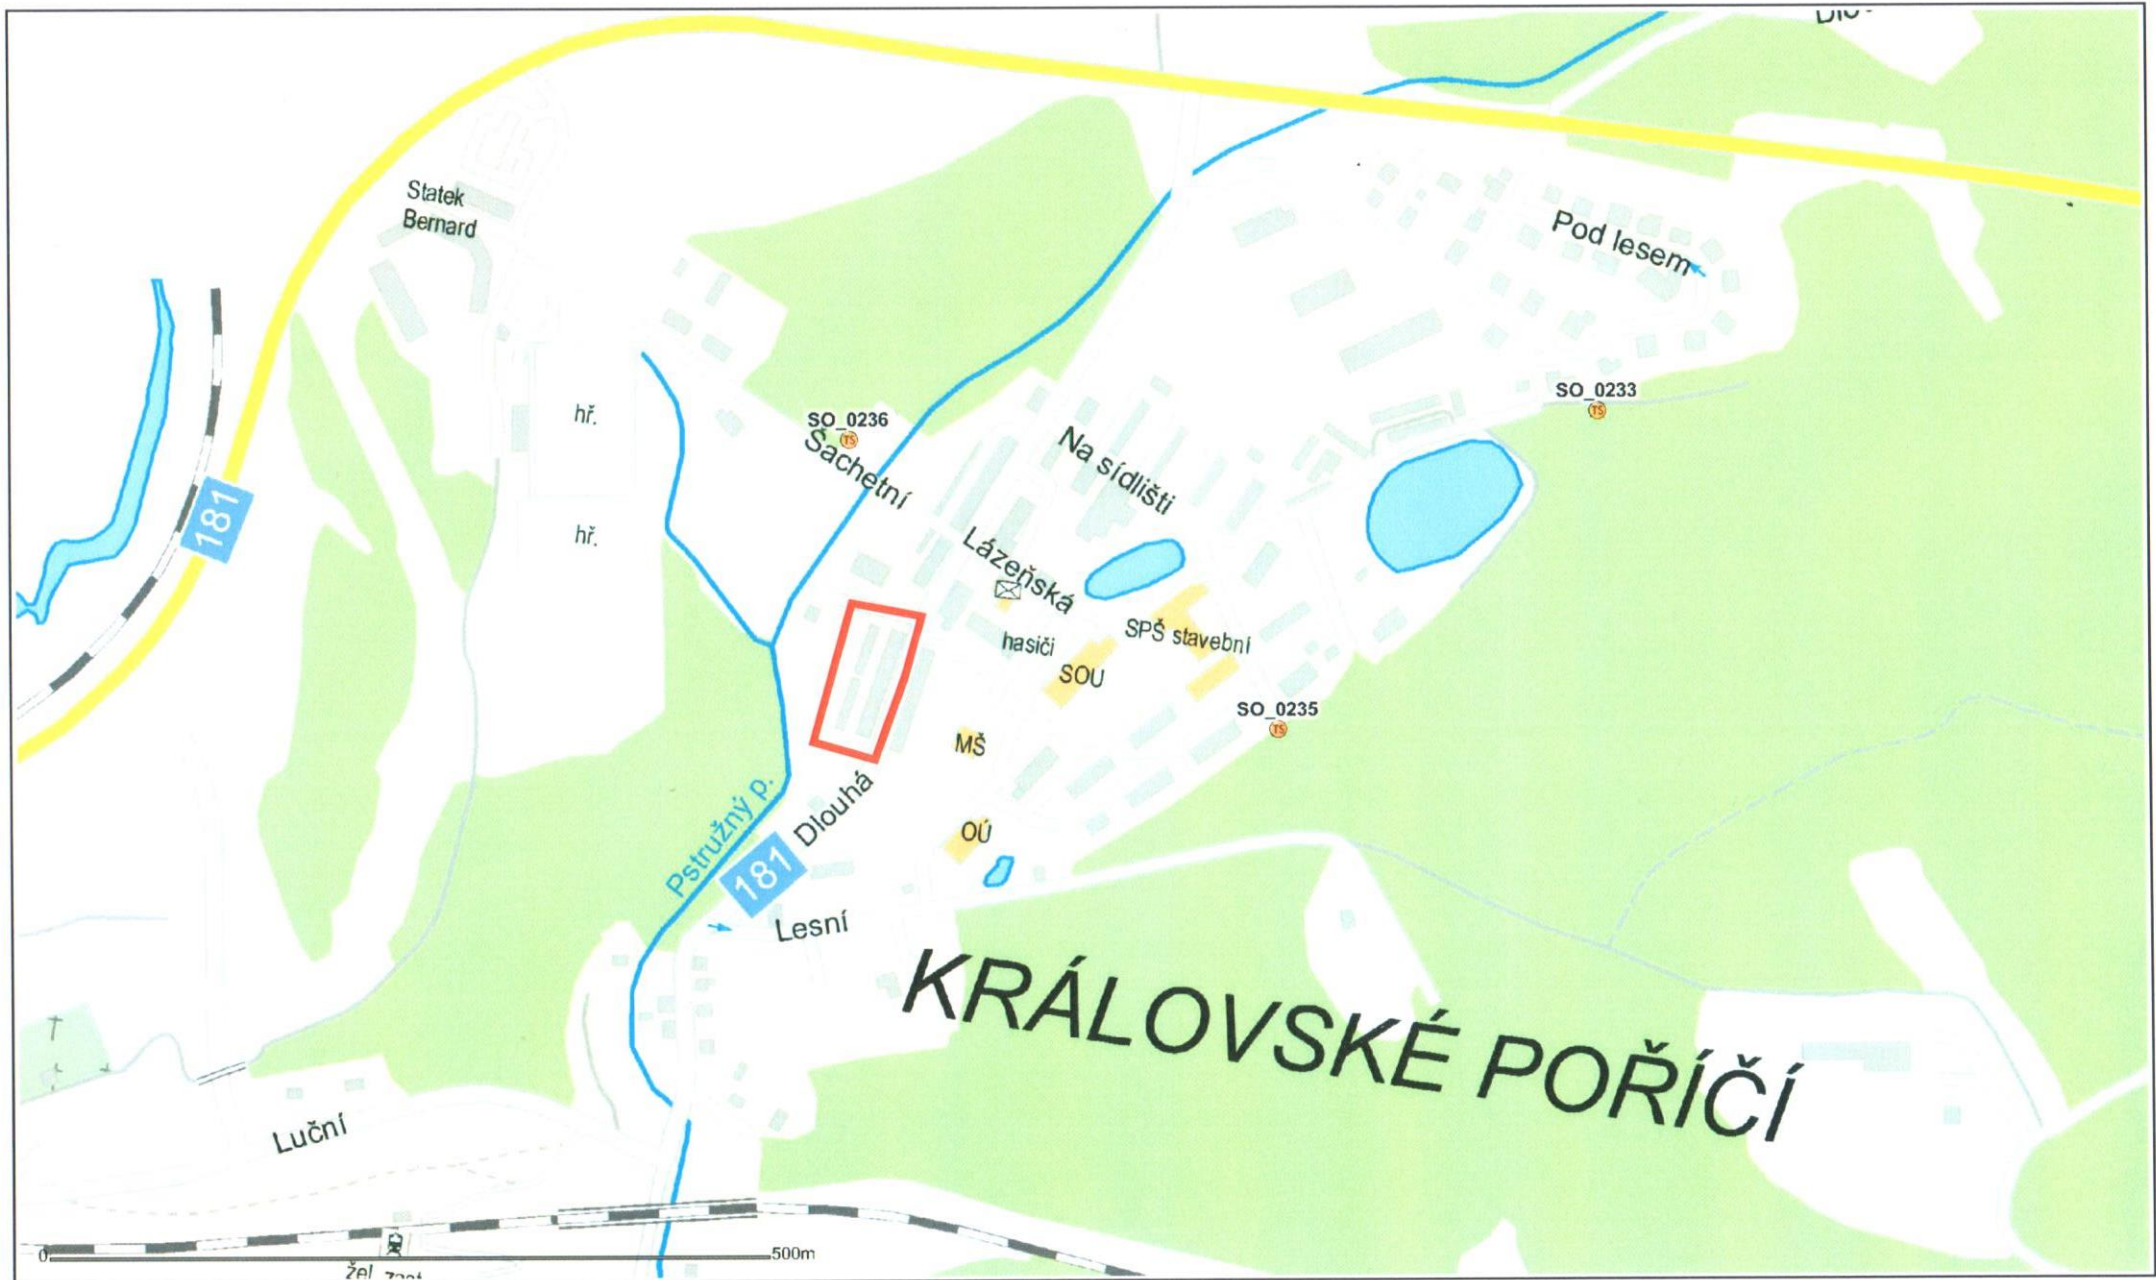 Statek
Bernard
Pod lesem
181
hř.
hř.
SO_0236
Šachetní
Na sídlišti
SO_0233
Lázeňská
hasiči
SPŠ stavební
SOU
SO_0235
MŠ
Dlouhá
OÚ
Pstružný p.
181
Lesní
KRÁLOVSKÉ POŘÍČÍ
Luční
0
500m
žel.